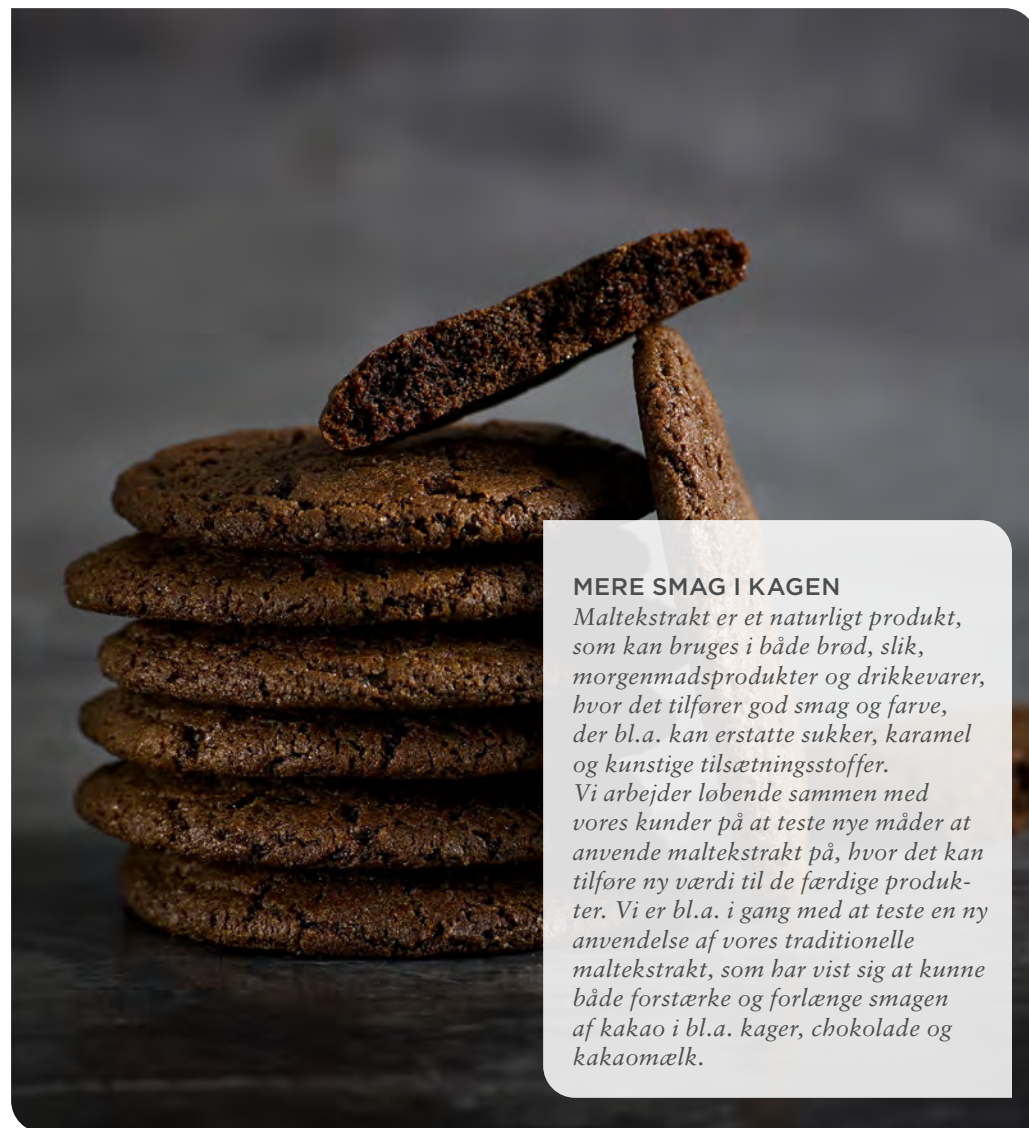 MERE SMAG I KAGEN
Maltekstrakt er et naturligt produkt,
som kan bruges i både brød, slik,
morgenmadsprodukter og drikkevarer,
hvor det tilfører god smag og farve,
der bl.a. kan erstatte sukker, karamel
og kunstige tilsætningsstoffer.
Vi arbejder løbende sammen med
vores kunder på at teste nye måder at
anvende maltekstrakt på, hvor det kan
tilføre ny værdi til de færdige produk-
ter. Vi er bl.a. i gang med at teste en ny
anvendelse af vores traditionelle
maltekstrakt, som har vist sig at kunne
både forstærke og forlænge smagen
af kakao i bl.a. kager, chokolade og
kakaomælk.